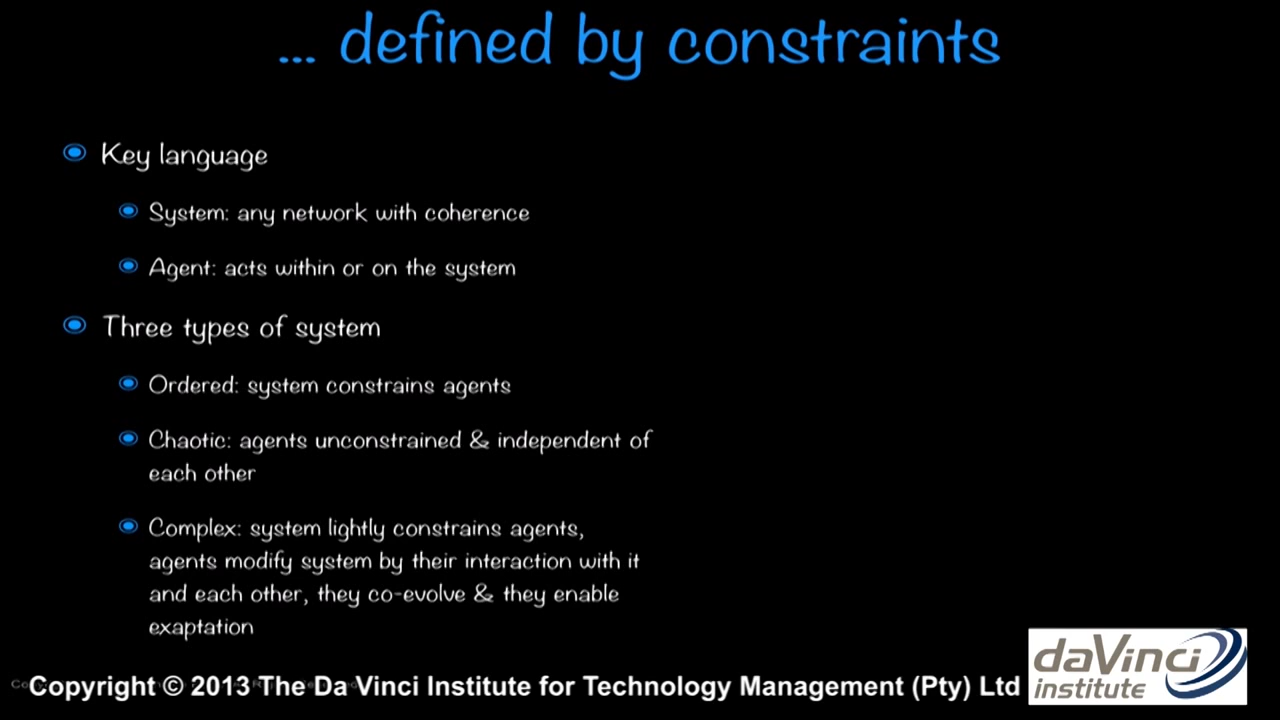 ... defined by constraints
Key language
System: any network with coherence
Agent: acts within or on the system
Three types of system
Ordered: system constrains agents
Chaotic: agents unconstrained & independent of
each other
Complex: system lightly constrains agents,
agents modify system by their interaction with it
and each other, they co-evolve & they enable
exaptation
Copyright © 2013 The Da Vinci Institute for Technology Management (Pty) Ltd
daVinci
institute